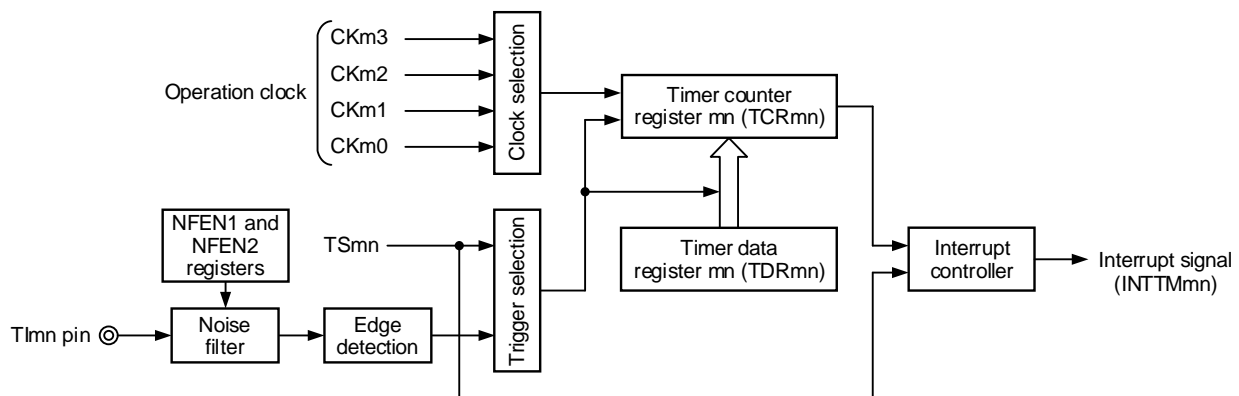 CKm3
CKm2
Operation clock
CKm1
CKm0
Clock selection
Timer counter
register mn (TCRmn)
NFEN1 and
NFEN2
registers
TSmn
Trigger selection
Timer data
register mn (TDRmn)
Interrupt
controller
Interrupt signal
(INTTMmn)
TImn pin
Noise
filter
Edge
detection